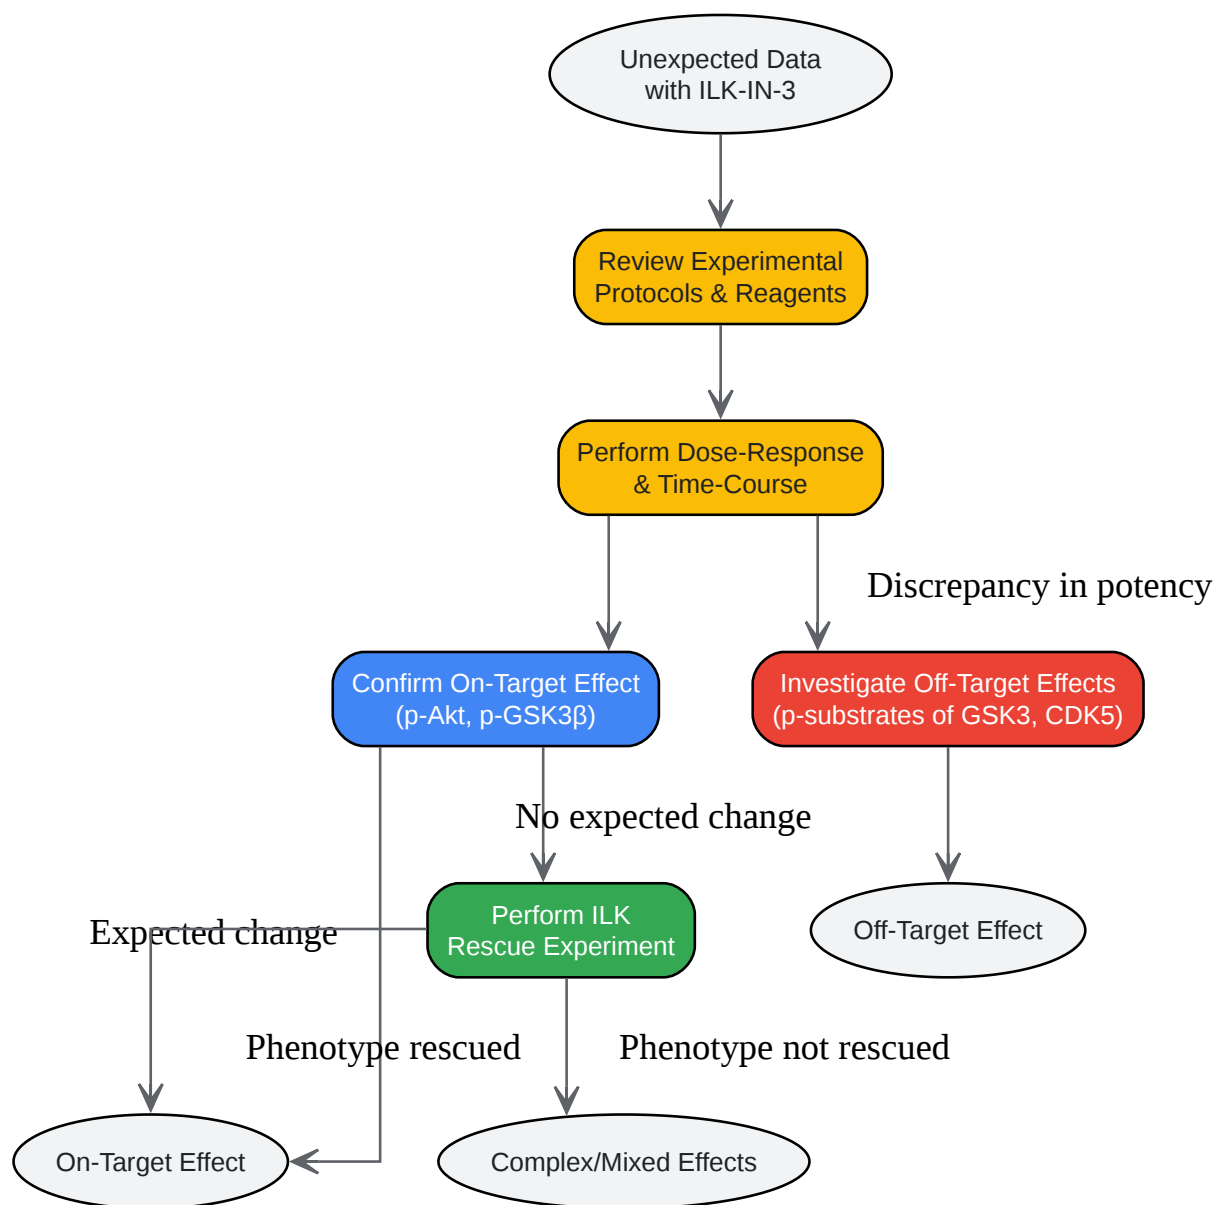 Unexpected Data
with ILK-IN-3
Review Experimental
Protocols & Reagents
Perform Dose-Response
& Time-Course
Discrepancy in potency
Confirm On-Target Effect
(p-Akt, p-GSK3β)
Investigate Off-Target Effects
(p-substrates of GSK3, CDK5)
No expected change
Perform ILK
Rescue Experiment
Expected change
Off-Target Effect
Phenotype rescued
Phenotype not rescued
On-Target Effect
Complex/Mixed Effects